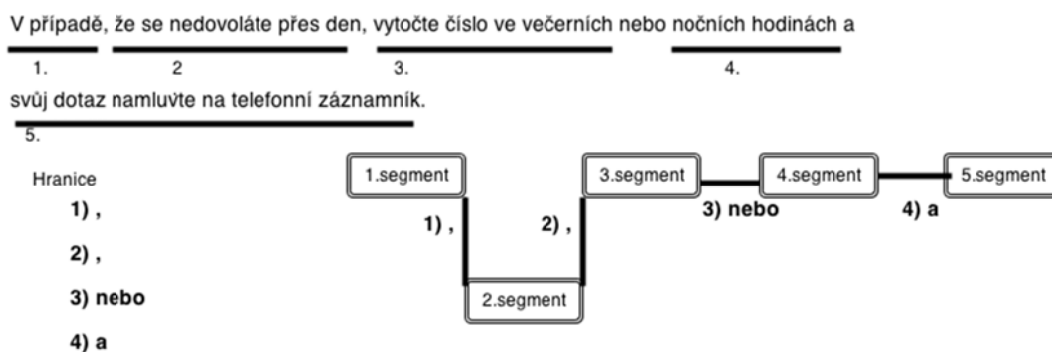 V případě, že se nedovoláte přes den, vytočte číslo ve večerních nebo nočních hodinách a
1. 2 3. 4.
svůj dotaz namluvte na telefonní záznamník.
5.
Hranice
1) ,
2) ,
3) nebo
4) a
1.segment
3.segment
4.segment
5.segment
1) ,
2) ,
3) nebo
4) a
2.segment